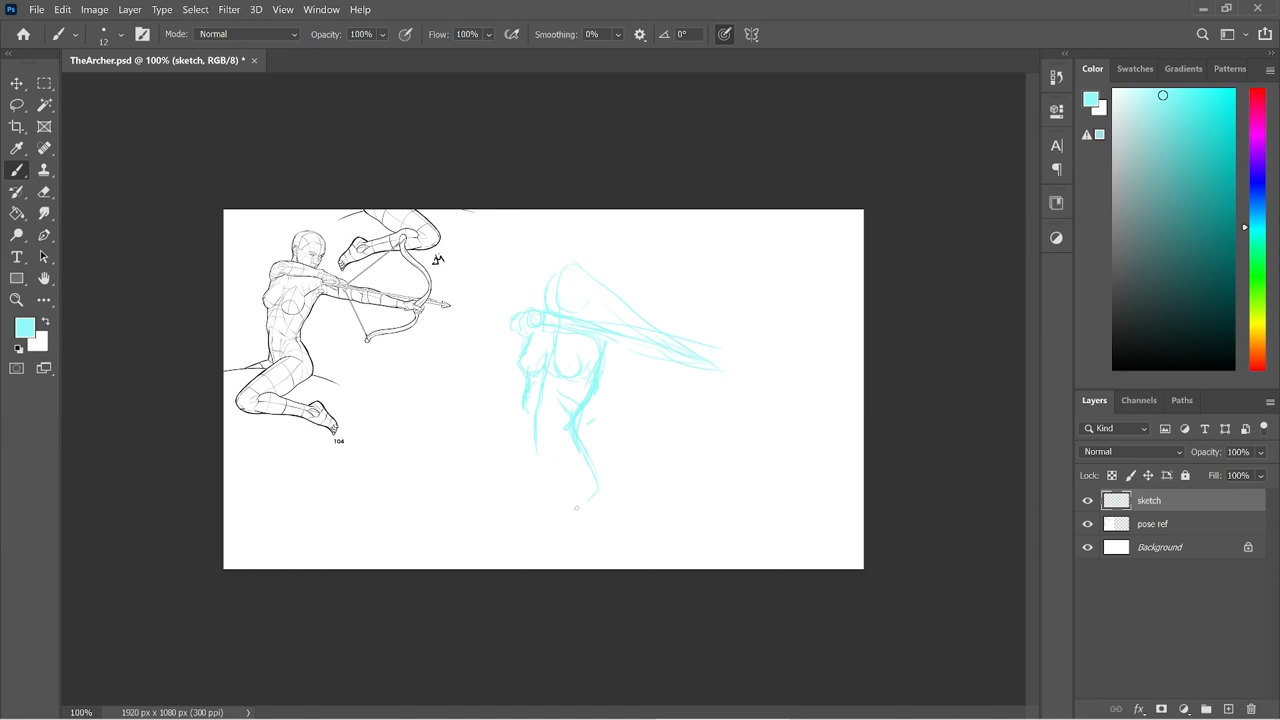 Ps File Edit Image Layer Type Select Filter 3D View Window Help
12 Mode: Normal Opacity: 100% Flow: 100% Smoothing: 0% 0°
TheArcher.psd @ 100% (sketch, RGB/8) *
Color Swatches Gradients Patterns
104
Layers Channels Paths
Kind
Normal Opacity: 100%
Lock: Fill: 100%
sketch
pose ref
Background
100% 1920 px x 1080 px (300 ppi)